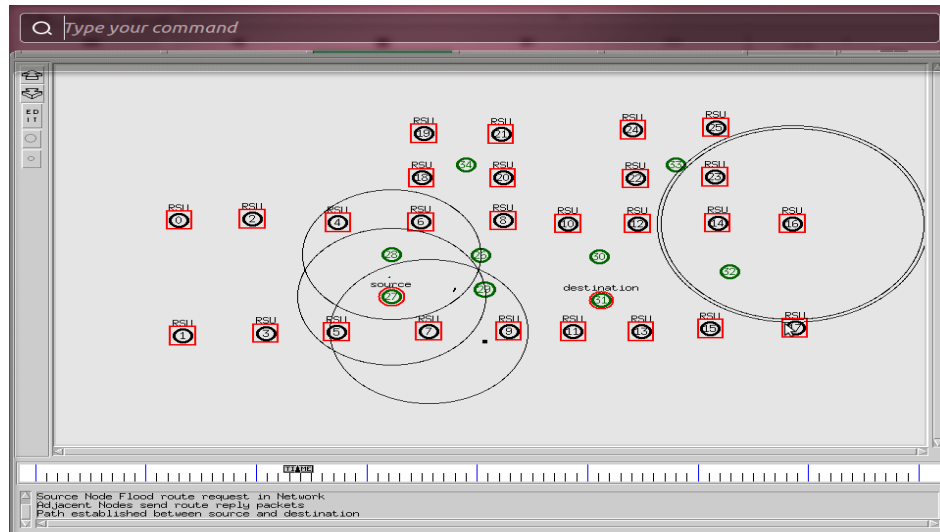 Type your command
ED
IT
RSU RSU RSU RSU
19 21 24 25
RSU RSU RSU RSU
34 33
18 20 22 23
RSU RSU RSU RSU RSU RSU RSU RSU RSU
0 2 4 6 8 10 12 14 16
28 26 30
32
source destination
27 29 31
RSU RSU RSU RSU RSU RSU RSU RSU RSU
1 3 5 7 9 11 13 15 17
TIME
Source Node Flood route request in Network
Adjacent Nodes send route reply packets
Path established between source and destination